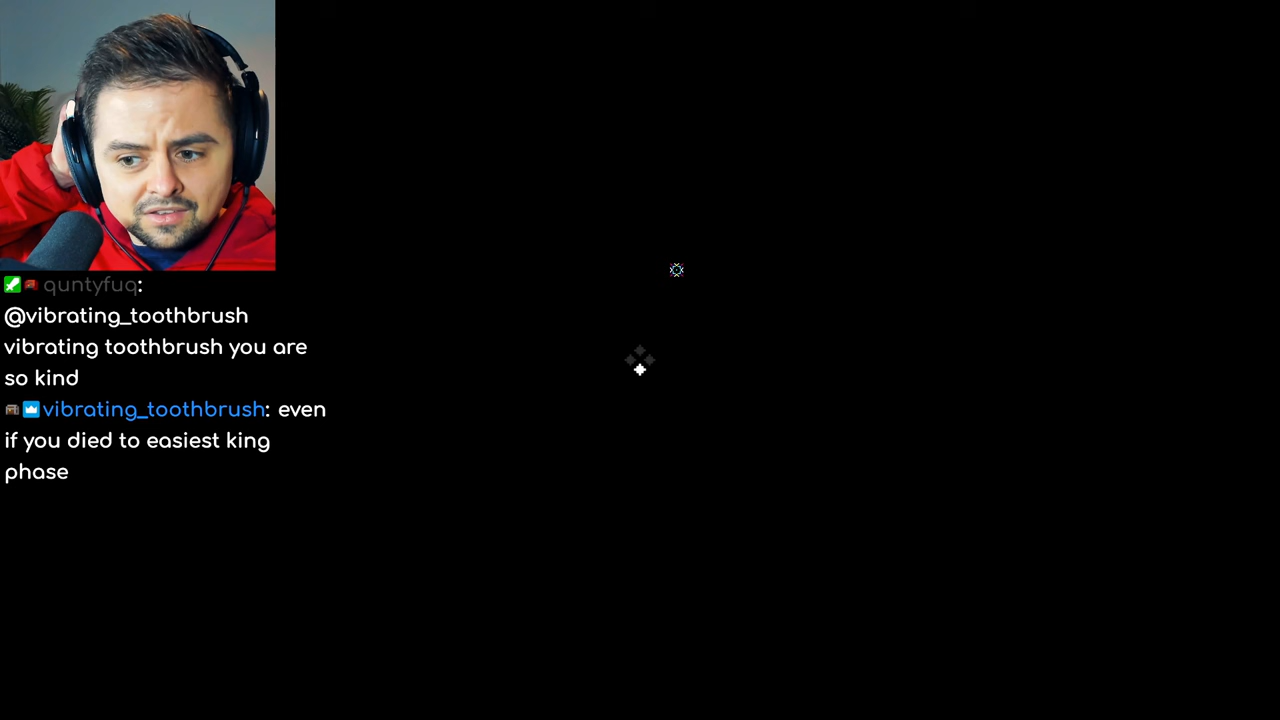 quntyfuq:
@vibrating_toothbrush
vibrating toothbrush you are
so kind
vibrating_toothbrush: even
if you died to easiest king
phase